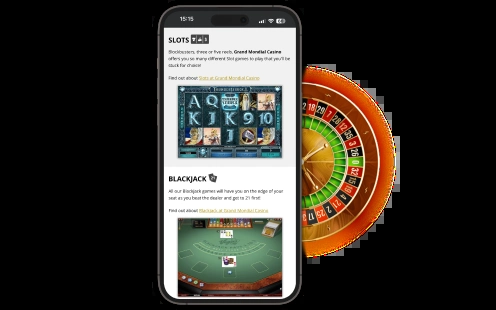 15:15
SLOTS
Blockbusters, three or five reels, Grand Mondial Casino
offers you so many different Slot games to play that you'll be
stuck for choice!
Find out about Slots at Grand Mondial Casino
A Q
K J K J K 9 10
J
BLACKJACK
All our Blackjack games will have you on the edge of your
seat as you beat the dealer and get to 21 first!
Find out about Blackjack at Grand Mondial Casino